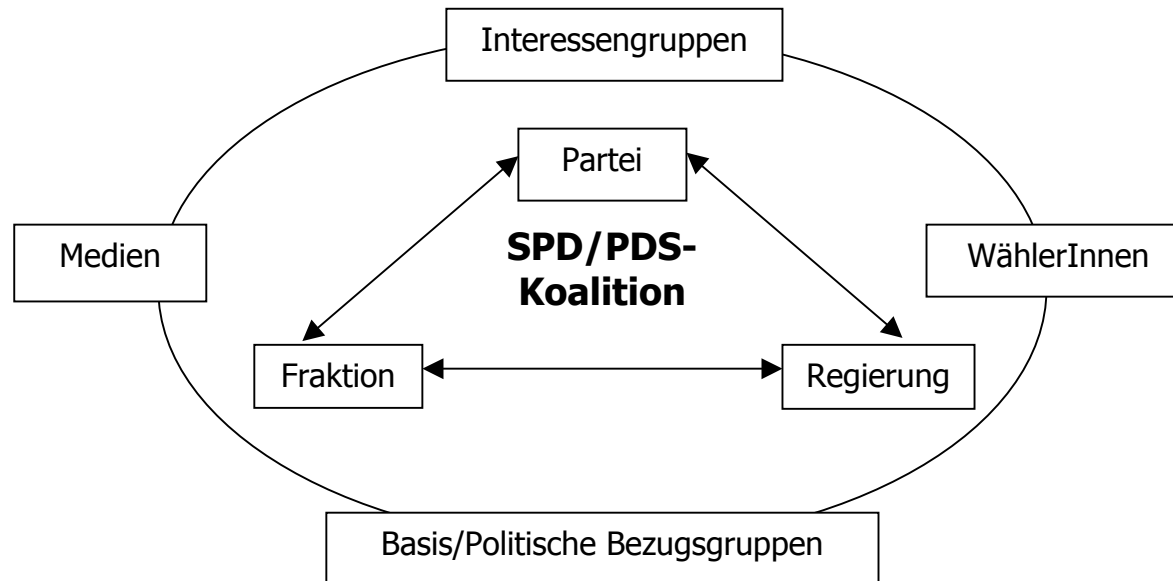 Interessengruppen
Partei
Medien
SPD/PDS-
Koalition
WählerInnen
Fraktion
Regierung
Basis/Politische Bezugsgruppen